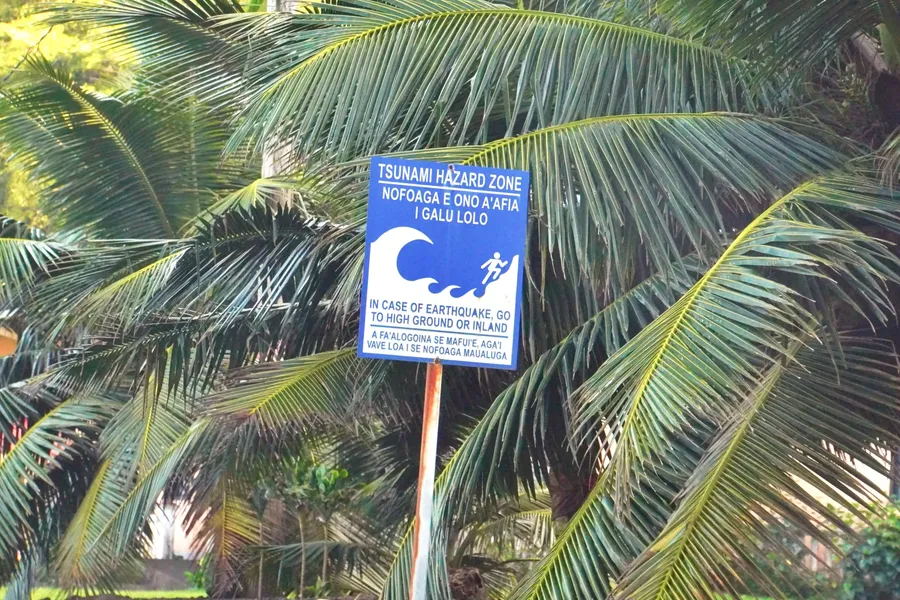 TSUNAMI HAZARD ZONE
NOFOAGA E ONO A'AFIA
I GALU LOLO
IN CASE OF EARTHQUAKE, GO
TO HIGH GROUND OR INLAND
A FA'ALOGOINA SE MAFUI'E, AGA'I
VAVE LOA I SE NOFOAGA MAUALUGA